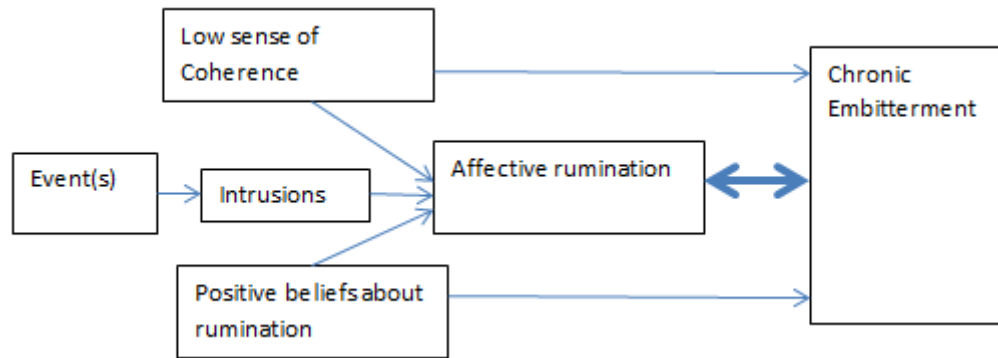 Low sense of
Coherence
Chronic
Embitterment
Event(s)
Intrusions
Affective rumination
Positive beliefs about
rumination